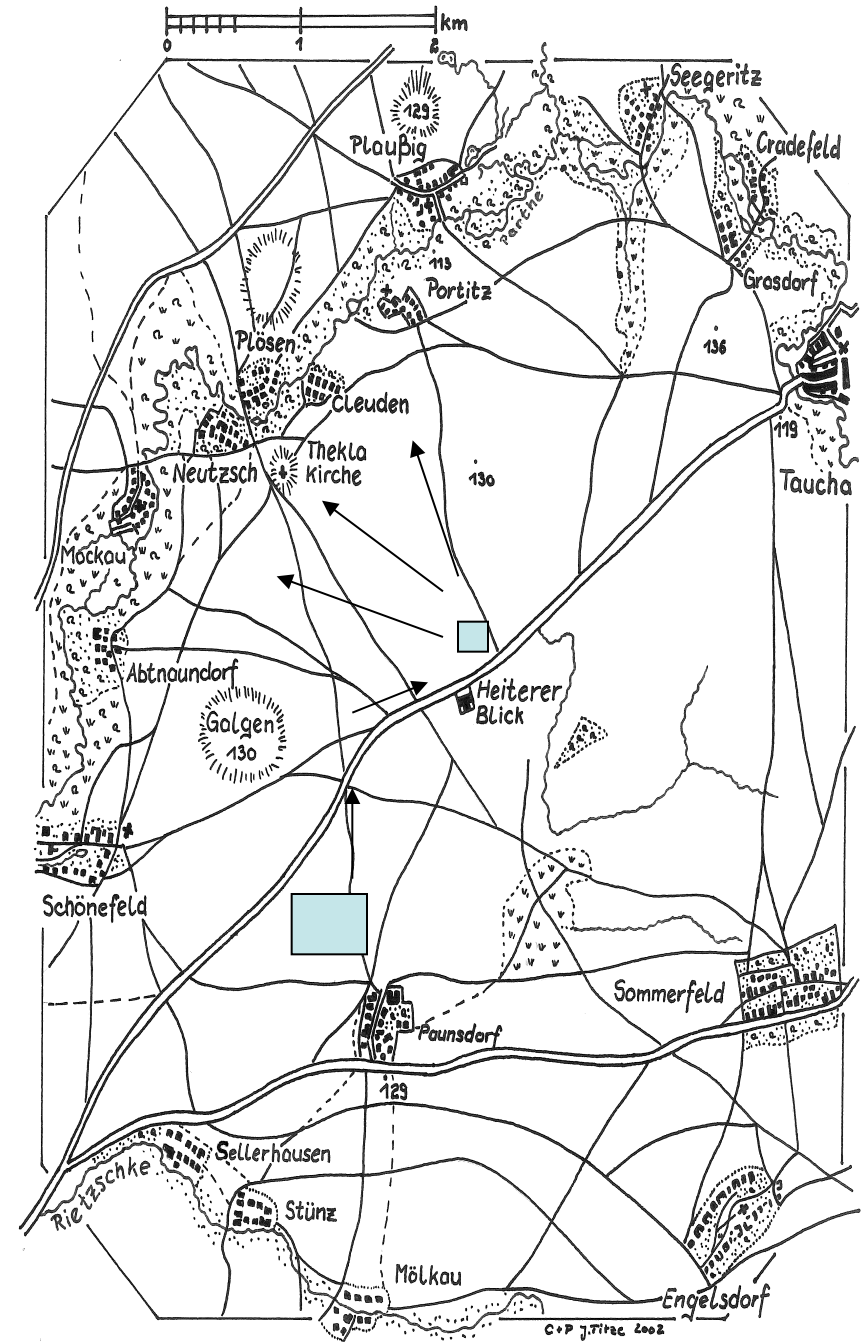 km
0 1 2
Seegeritz
129
Cradefeld
Plaußig
Parthe
113
Grasdorf
Portitz
136
Plösen
Cleuden
119
Thekla
Kirche
Neutzsch
130
Taucha
Mockau
Abtnaundorf
Heiterer
Blick
Galgen
130
Schönefeld
Sommerfeld
Paunsdorf
129
Sellerhausen
Rietzschke
Stünz
Mölkau
Engelsdorf
C+P J.Titze 2002